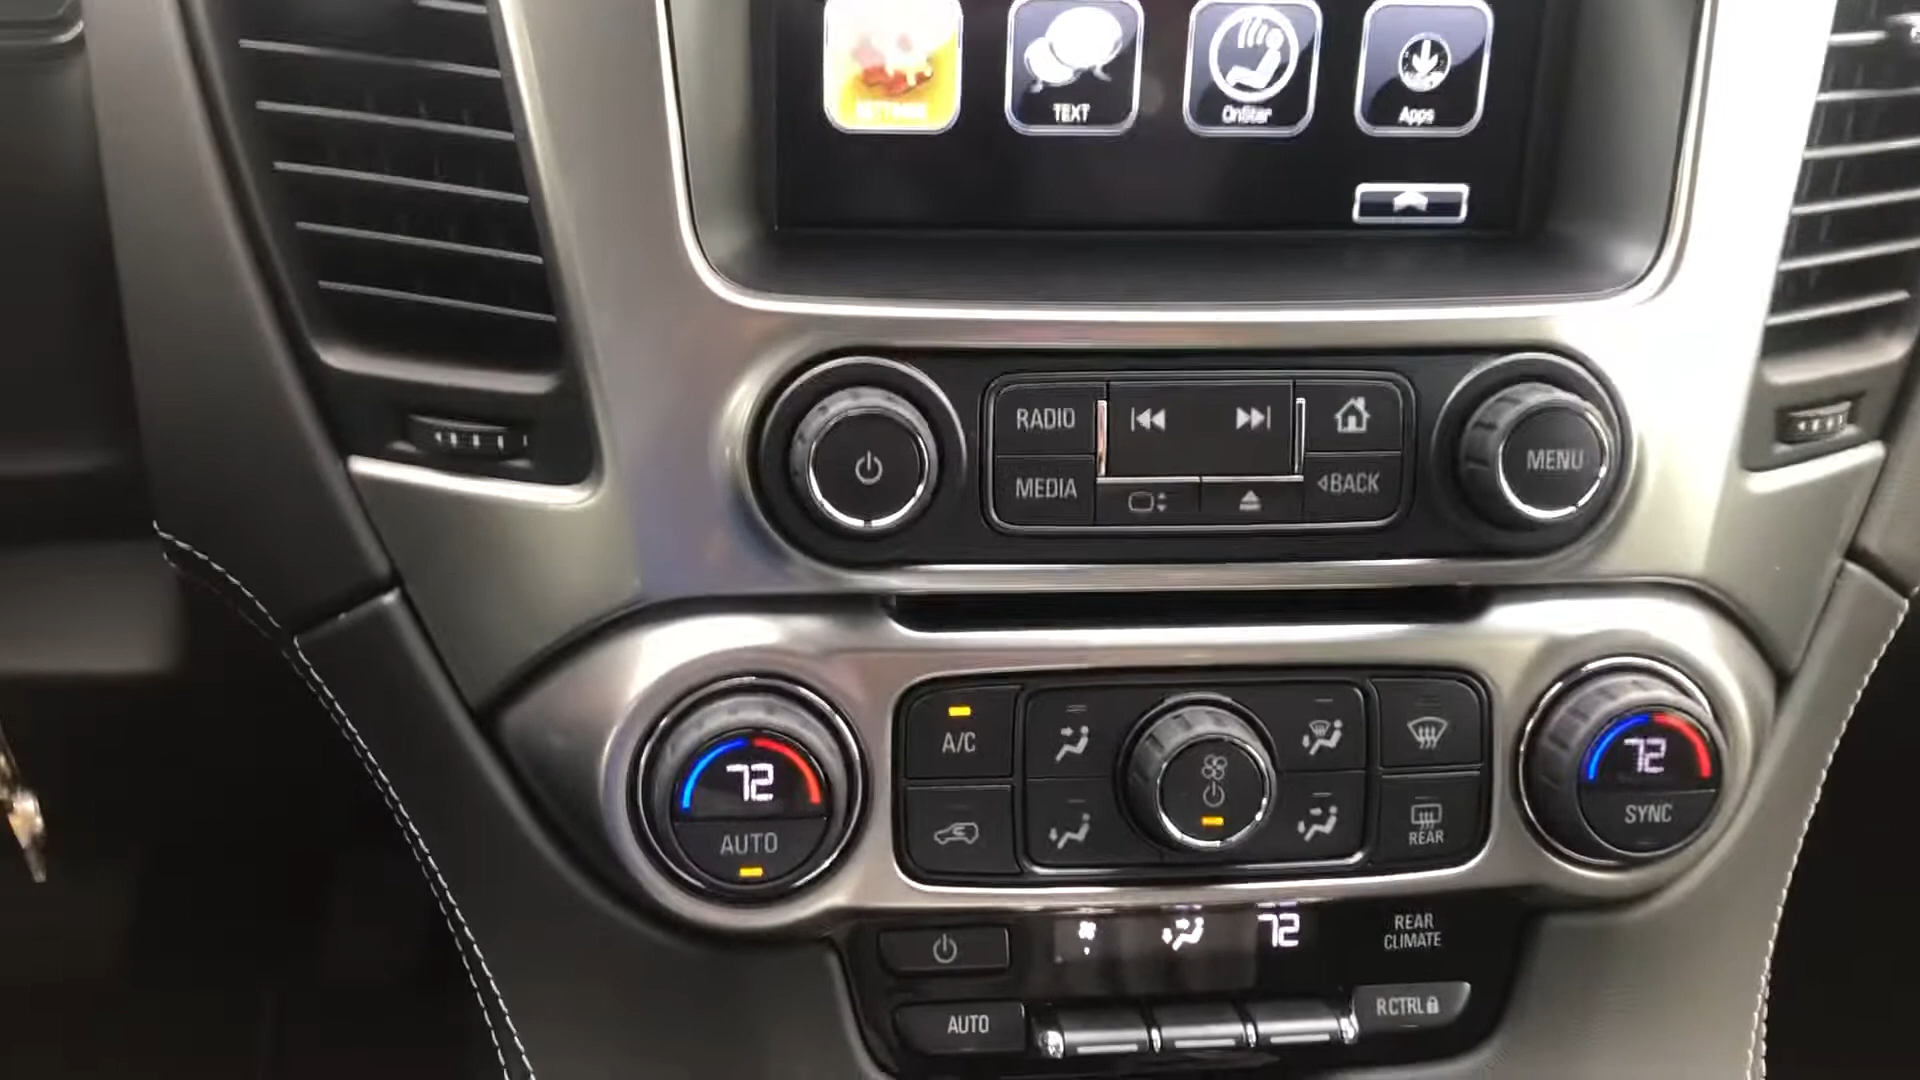 TEXT
OnStar
Apps
RADIO
MEDIA
BACK
MENU
72
AUTO
A/C
REAR
72
SYNC
72
REAR
CLIMATE
AUTO
RCTRL